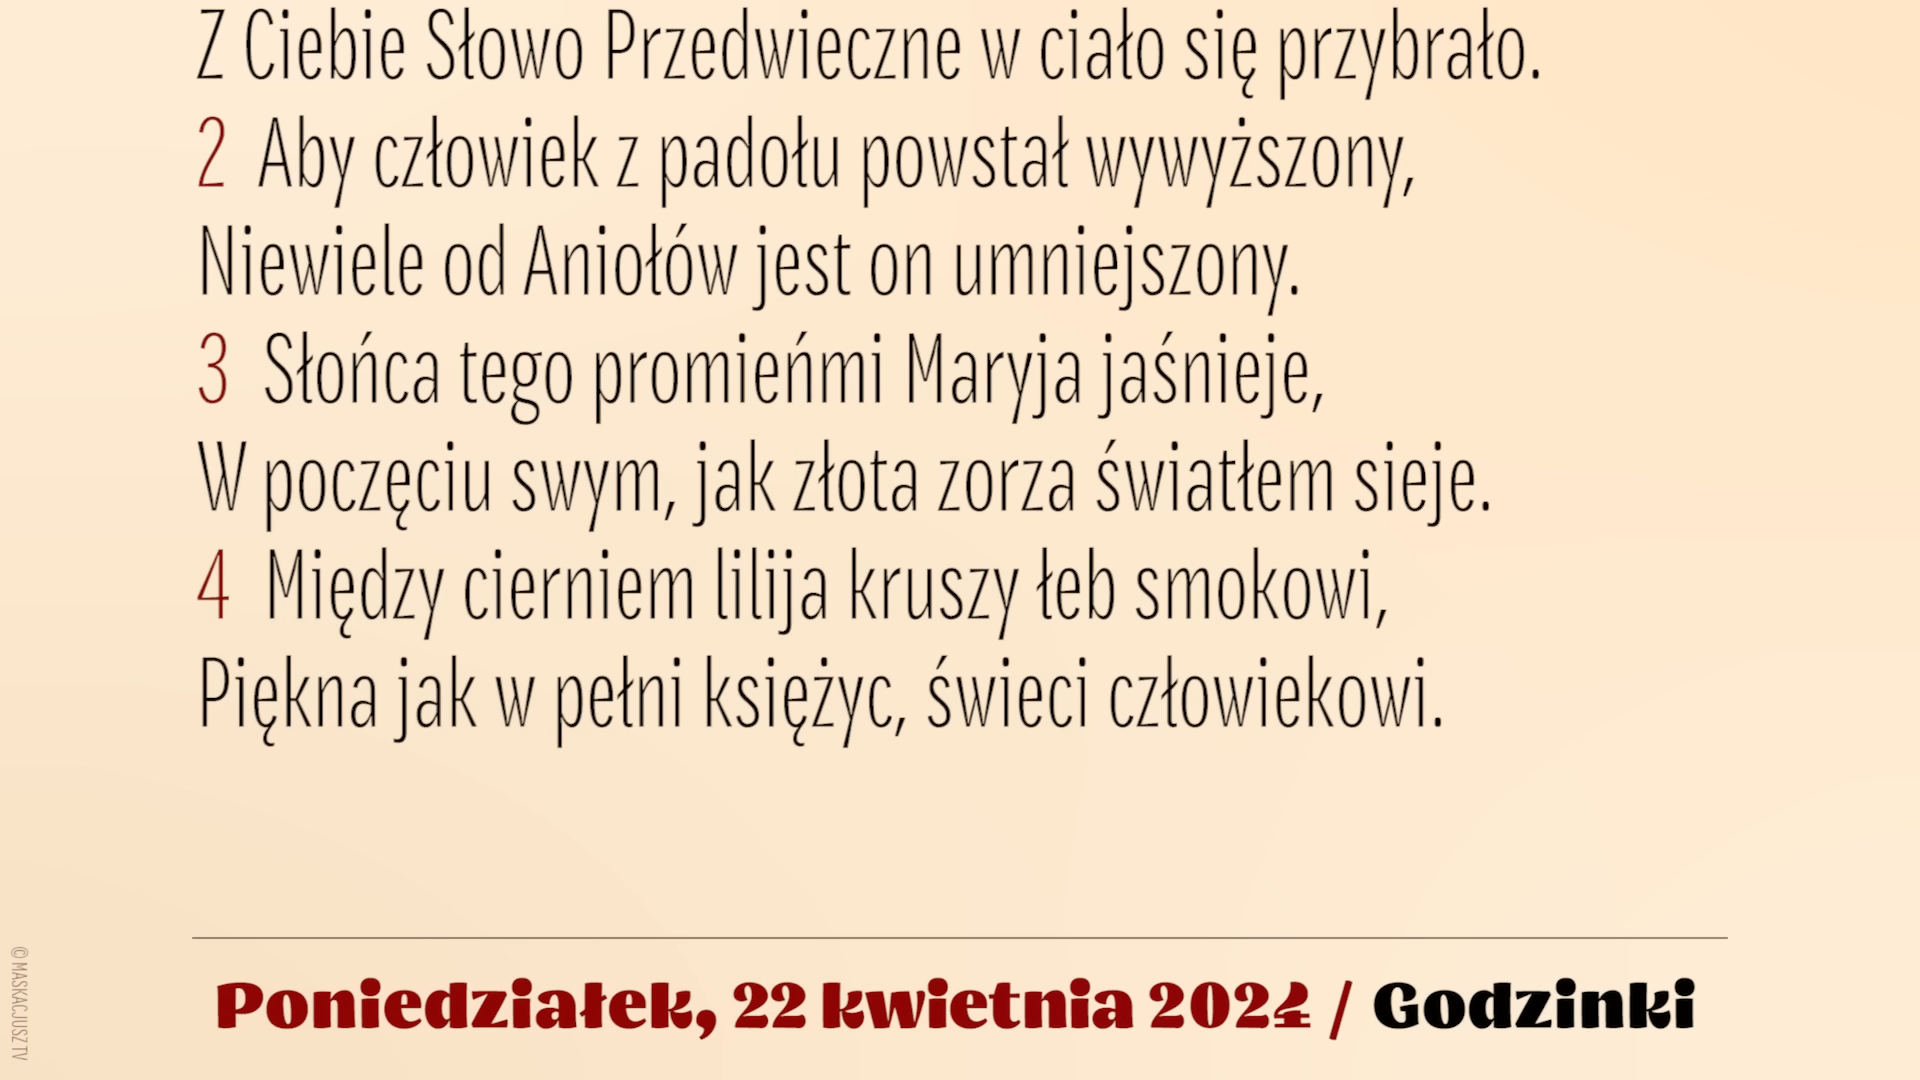 Z Ciebie Słowo Przedwieczne w ciało się przybrało.
2 Aby człowiek z padołu powstał wywyższony,
Niewiele od Aniołów jest on umniejszony.
3 Słońca tego promieńmi Maryja jaśnieje,
W poczęciu swym, jak złota zorza światłem sieje.
4 Między cierniem lilija kruszy łeb smokowi,
Piękna jak w pełni księżyc, świeci człowiekowi.
Poniedziałek, 22 kwietnia 2024 / Godzinki
© MASKACJUSZ TV